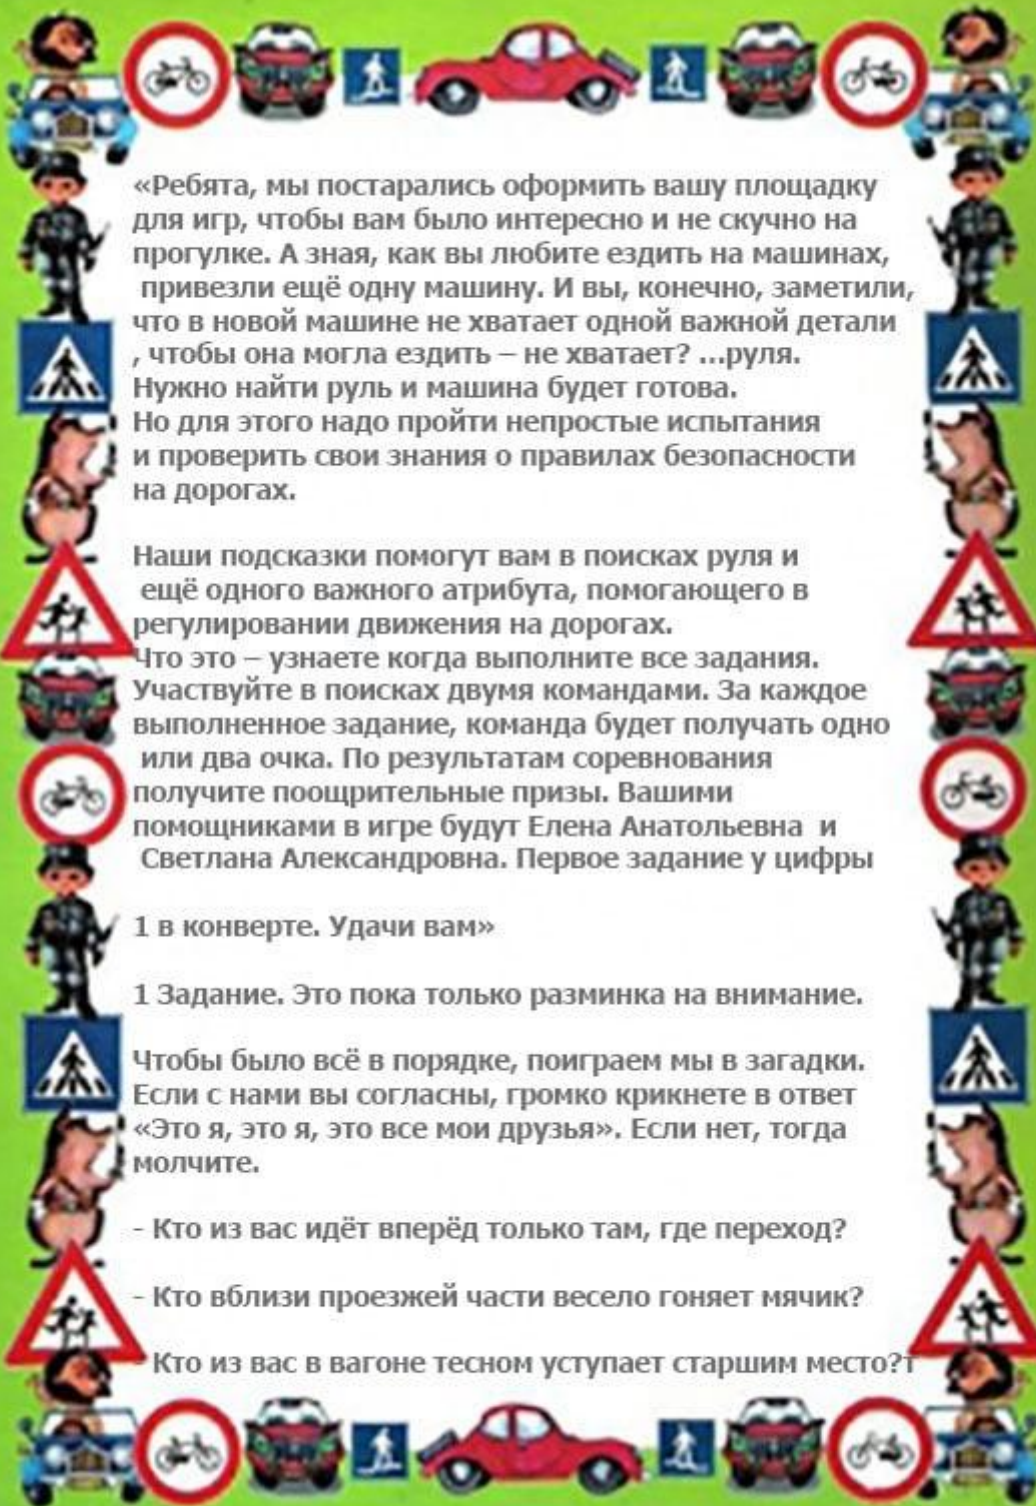 «Ребята, мы постарались оформить вашу площадку
для игр, чтобы вам было интересно и не скучно на
прогулке. А зная, как вы любите ездить на машинах,
привезли ещё одну машину. И вы, конечно, заметили,
что в новой машине не хватает одной важной детали
, чтобы она могла ездить – не хватает? ...руля.
Нужно найти руль и машина будет готова.
Но для этого надо пройти непростые испытания
и проверить свои знания о правилах безопасности
на дорогах.
Наши подсказки помогут вам в поисках руля и
ещё одного важного атрибута, помогающего в
регулировании движения на дорогах.
Что это – узнаете когда выполните все задания.
Участвуйте в поисках двумя командами. За каждое
выполненное задание, команда будет получать одно
или два очка. По результатам соревнования
получите поощрительные призы. Вашими
помощниками в игре будут Елена Анатольевна и
Светлана Александровна. Первое задание у цифры
1 в конверте. Удачи вам»
1 Задание. Это пока только разминка на внимание.
Чтобы было всё в порядке, поиграем мы в загадки.
Если с нами вы согласны, громко крикнете в ответ
«Это я, это я, это все мои друзья». Если нет, тогда
молчите.
- Кто из вас идёт вперёд только там, где переход?
- Кто вблизи проезжей части весело гоняет мячик?
- Кто из вас в вагоне тесном уступает старшим место?т